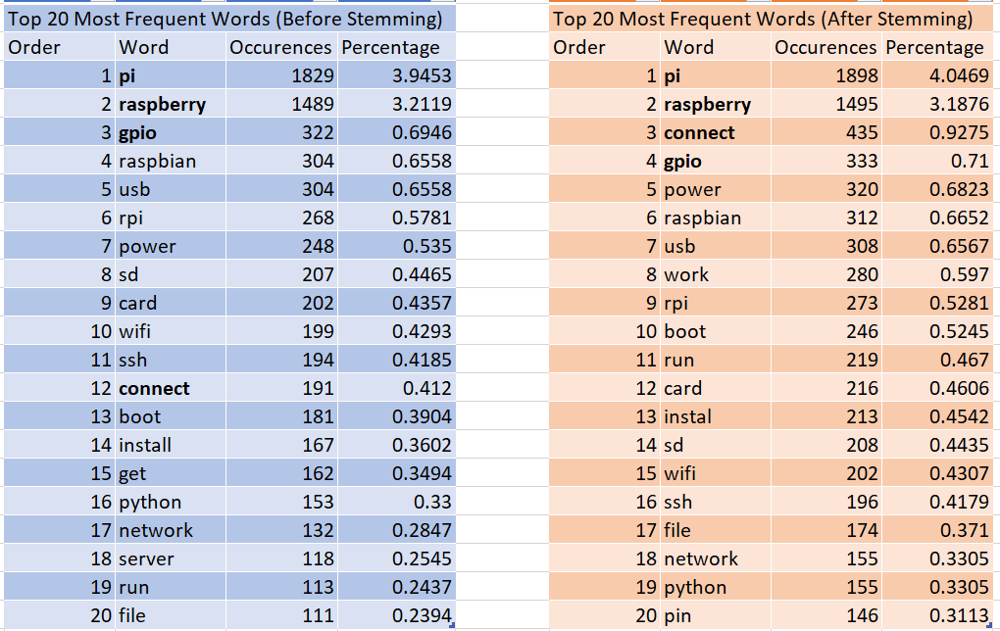 Top 20 Most Frequent Words (Before Stemming)
Order Word Occurences Percentage
1 pi 1829 3.9453
2 raspberry 1489 3.2119
3 gpio 322 0.6946
4 raspbian 304 0.6558
5 usb 304 0.6558
6 rpi 268 0.5781
7 power 248 0.535
8 sd 207 0.4465
9 card 202 0.4357
10 wifi 199 0.4293
11 ssh 194 0.4185
12 connect 191 0.412
13 boot 181 0.3904
14 install 167 0.3602
15 get 162 0.3494
16 python 153 0.33
17 network 132 0.2847
18 server 118 0.2545
19 run 113 0.2437
20 file 111 0.2394
Top 20 Most Frequent Words (After Stemming)
Order Word Occurences Percentage
1 pi 1898 4.0469
2 raspberry 1495 3.1876
3 connect 435 0.9275
4 gpio 333 0.71
5 power 320 0.6823
6 raspbian 312 0.6652
7 usb 308 0.6567
8 work 280 0.597
9 rpi 273 0.5281
10 boot 246 0.5245
11 run 219 0.467
12 card 216 0.4606
13 instal 213 0.4542
14 sd 208 0.4435
15 wifi 202 0.4307
16 ssh 196 0.4179
17 file 174 0.371
18 network 155 0.3305
19 python 155 0.3305
20 pin 146 0.3113